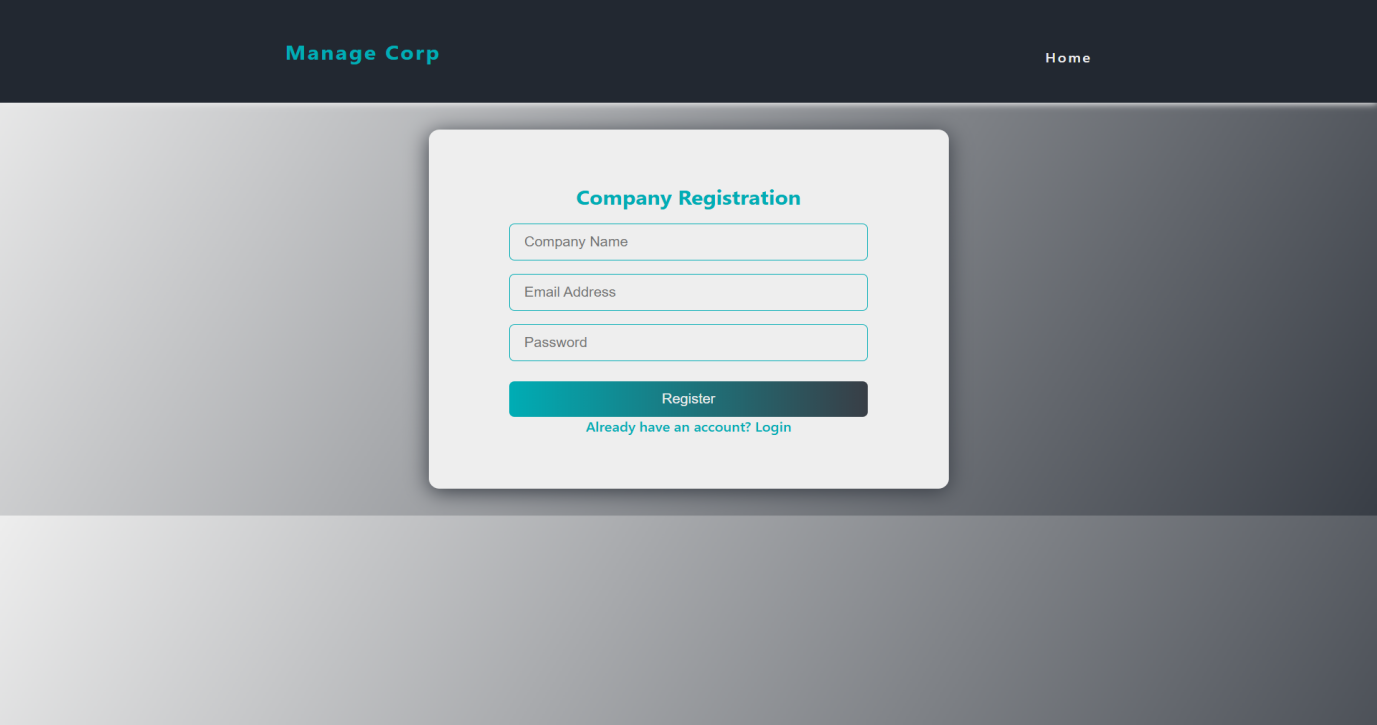 Manage Corp
Home
Company Registration
Company Name
Email Address
Password
Register
Already have an account? Login